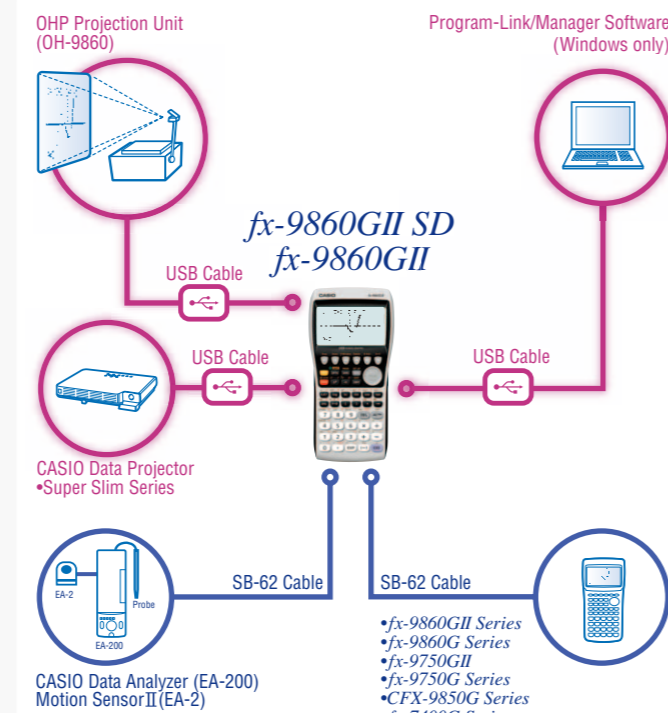 OHP Projection Unit
(OH-9860)
Program-Link/Manager Software
(Windows only)
fx-9860GII SD
fx-9860GII
USB Cable
CASIO
USB Cable
USB Cable
CASIO Data Projector
•Super Slim Series
SB-62 Cable
SB-62 Cable
EA-2
Probe
EA-200
•fx-9860GII Series
•fx-9860G Series
•fx-9750GII
•fx-9750G Series
•CFX-9850G Series
CASIO Data Analyzer (EA-200)
Motion SensorⅡ(EA-2)